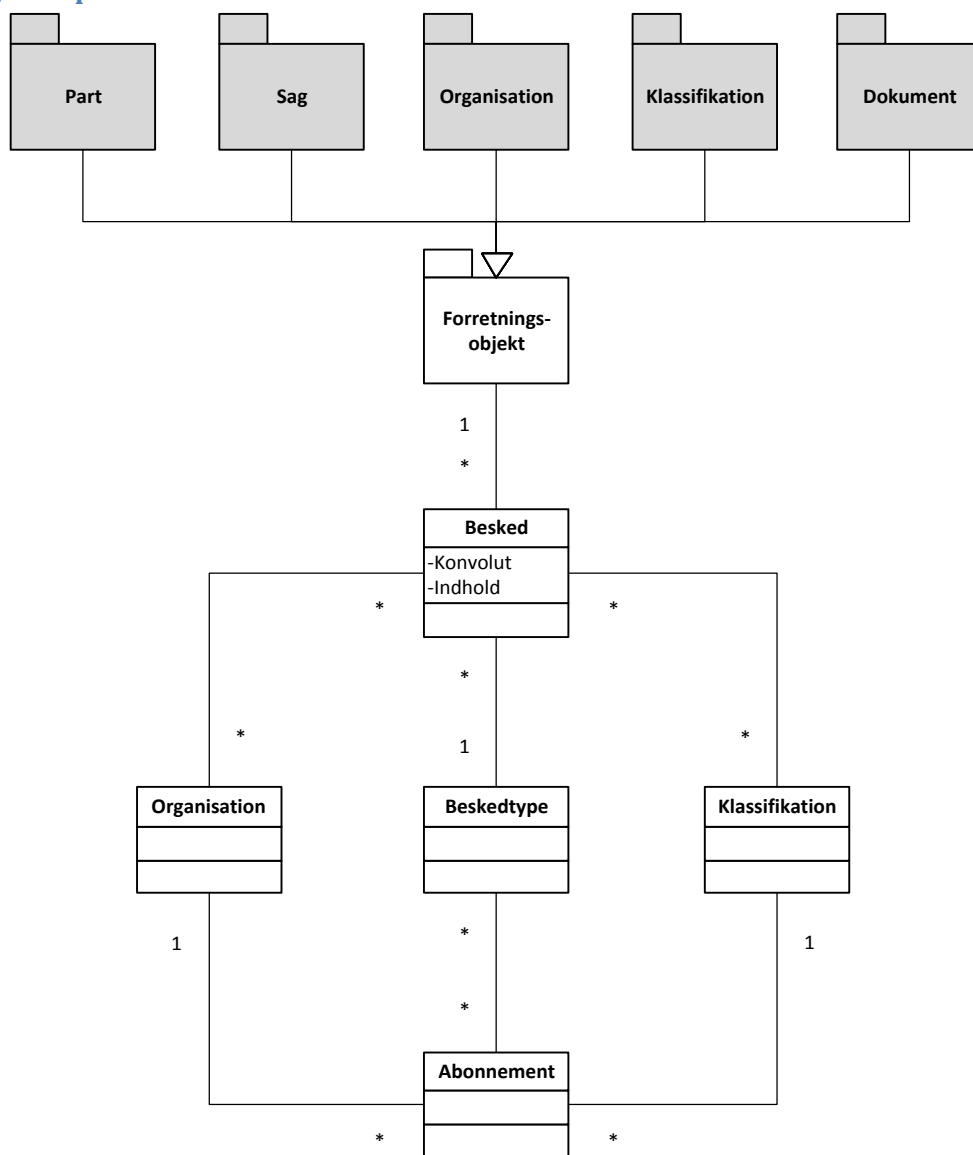 Part
Sag
Organisation
Klassifikation
Dokument
Forretnings-
objekt
1
*
Besked
-Konvolut
-Indhold
*
*
*
*
1
*
Organisation
Beskedtype
Klassifikation
1
*
1
*
Abonnement
*
*